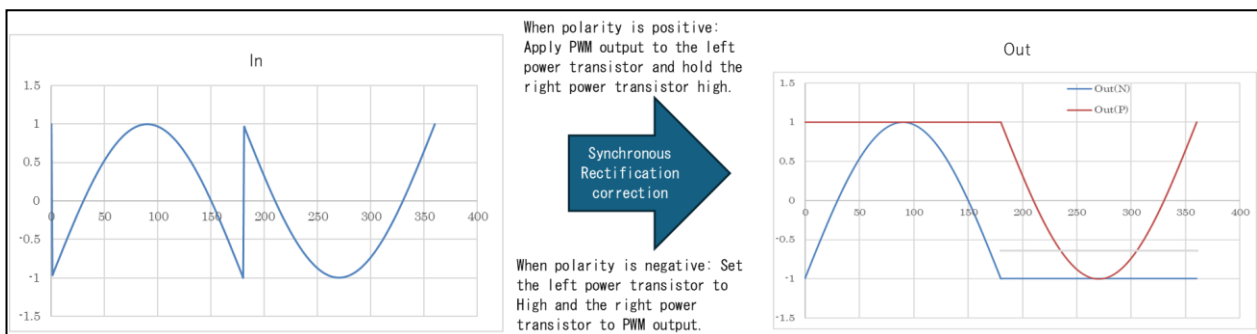 When polarity is positive:
Apply PWM output to the left
power transistor and hold the
right power transistor high.
In
1.5
1
0.5
0
-0.5
-1
-1.5
0
50
100
150
200
250
300
350
400
Synchronous
Rectification
correction
When polarity is negative: Set
the left power transistor to
High and the right power
transistor to PWM output.
Out
Out(N)
Out(P)
1.5
1
0.5
0
-0.5
-1
-1.5
0
50
100
150
200
250
300
350
400